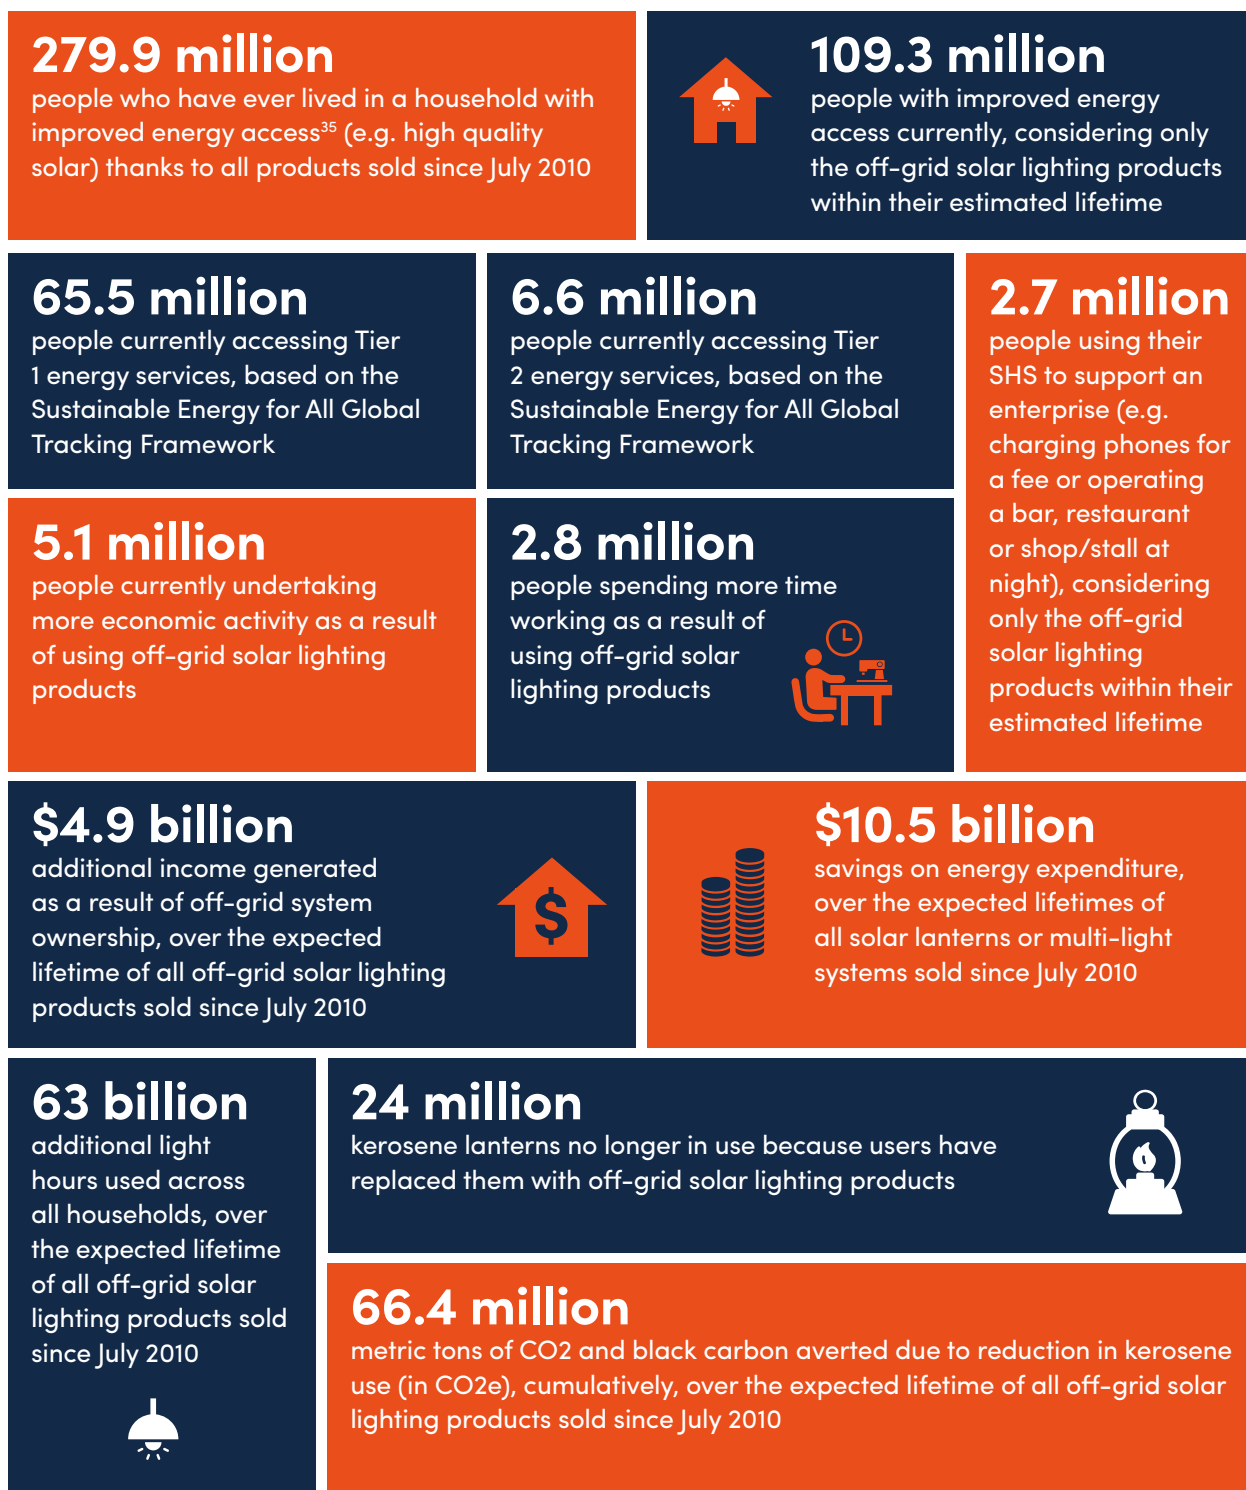 279.9 million
people who have ever lived in a household with
improved energy access³⁵ (e.g. high quality
solar) thanks to all products sold since July 2010
109.3 million
people with improved energy
access currently, considering only
the off-grid solar lighting products
within their estimated lifetime
65.5 million
people currently accessing Tier
1 energy services, based on the
Sustainable Energy for All Global
Tracking Framework
6.6 million
people currently accessing Tier
2 energy services, based on the
Sustainable Energy for All Global
Tracking Framework
2.7 million
people using their
SHS to support an
enterprise (e.g.
charging phones for
a fee or operating
a bar, restaurant
or shop/stall at
night), considering
only the off-grid
solar lighting
products within their
estimated lifetime
5.1 million
people currently undertaking
more economic activity as a result
of using off-grid solar lighting
products
2.8 million
people spending more time
working as a result of
using off-grid solar
lighting products
$4.9 billion
additional income generated
as a result of off-grid system
ownership, over the expected
lifetime of all off-grid solar lighting
products sold since July 2010
$
$10.5 billion
savings on energy expenditure,
over the expected lifetimes of
all solar lanterns or multi-light
systems sold since July 2010
63 billion
additional light
hours used across
all households, over
the expected lifetime
of all off-grid solar
lighting products sold
since July 2010
24 million
kerosene lanterns no longer in use because users have
replaced them with off-grid solar lighting products
66.4 million
metric tons of CO2 and black carbon averted due to reduction in kerosene
use (in CO2e), cumulatively, over the expected lifetime of all off-grid solar
lighting products sold since July 2010